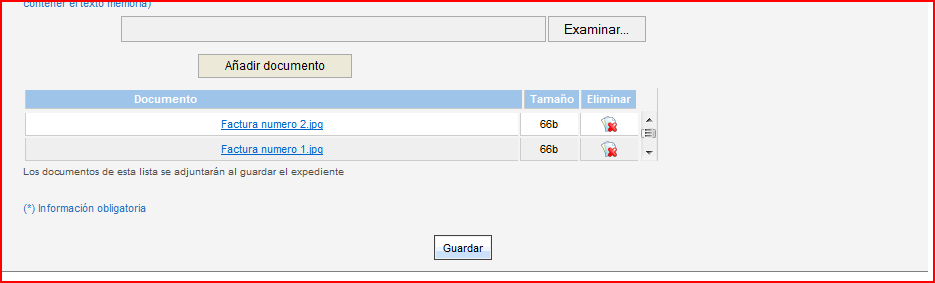 contener el texto memoria)
Examinar...
Añadir documento
Documento Tamaño Eliminar
Factura numero 2.jpg 66b
Factura numero 1.jpg 66b
Los documentos de esta lista se adjuntarán al guardar el expediente
(*) Información obligatoria
Guardar